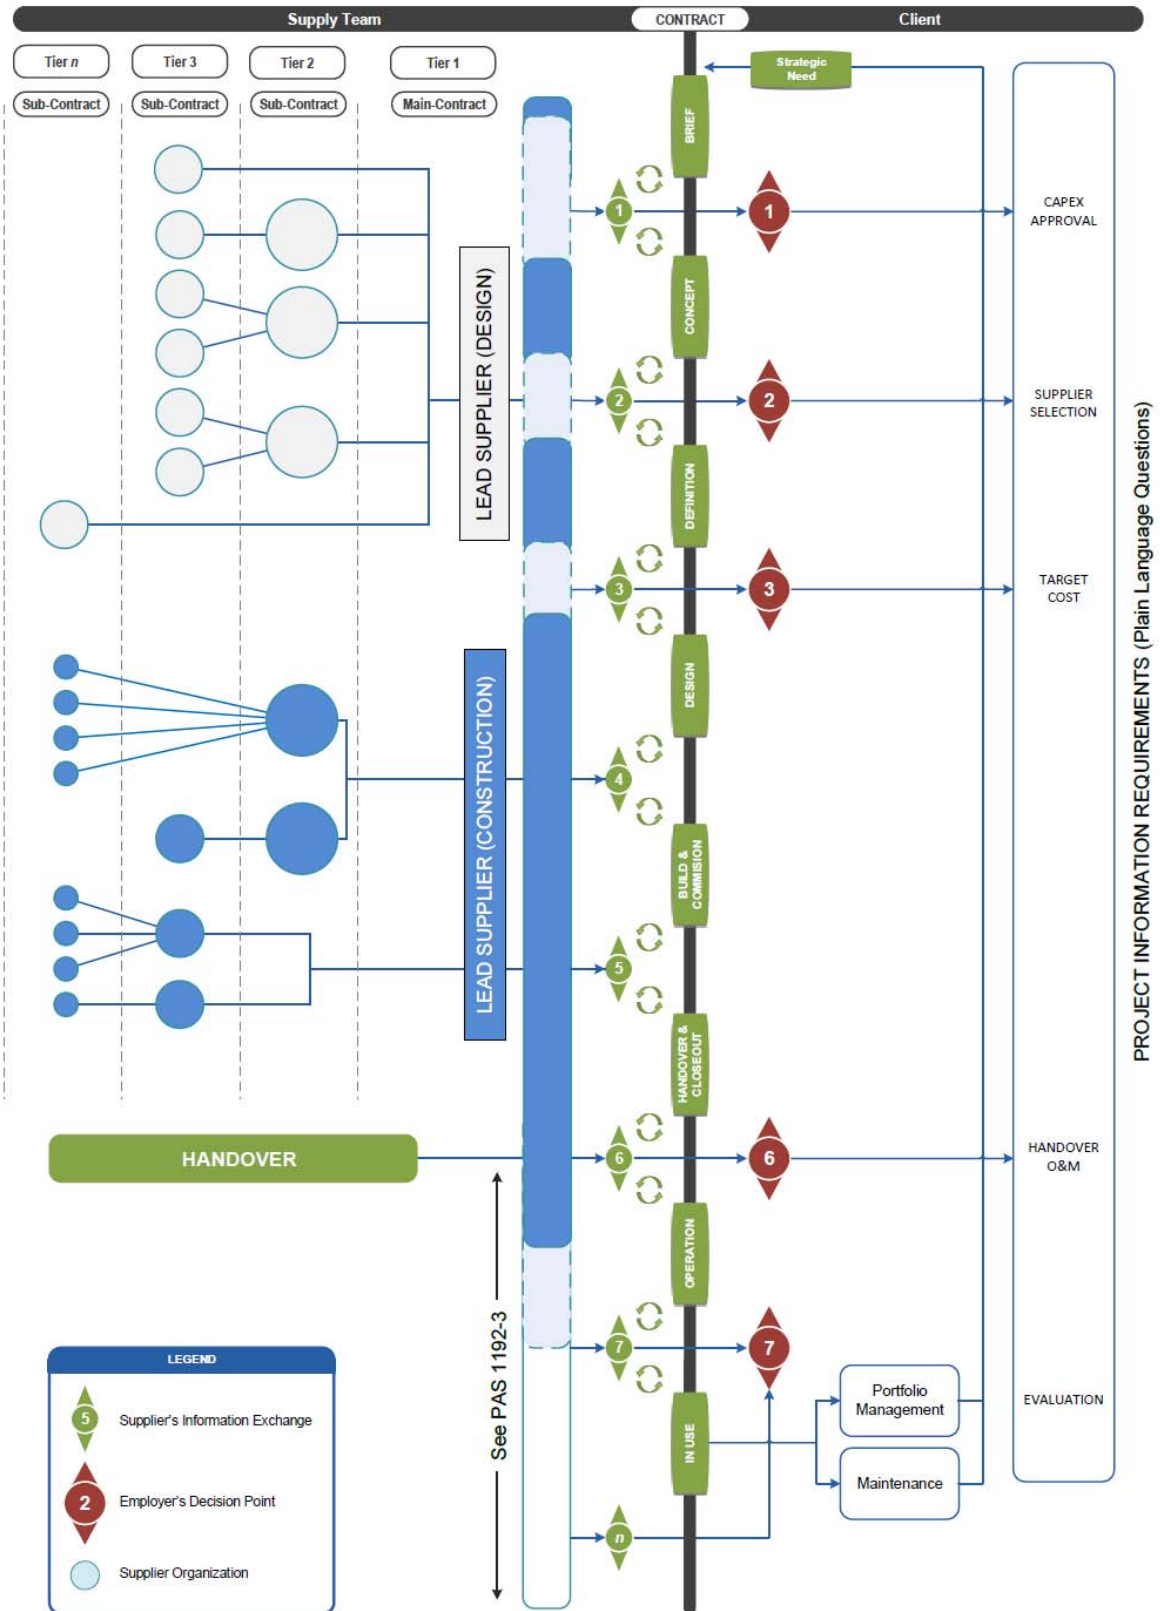 Supply Team
CONTRACT
Client
Tier n
Tier 3
Tier 2
Tier 1
Sub-Contract
Sub-Contract
Sub-Contract
Main-Contract
Strategic
Need
BRIEF
1
1
CAPEX
APPROVAL
CONCEPT
LEAD SUPPLIER (DESIGN)
2
2
SUPPLIER
SELECTION
DEFINITION
3
3
TARGET
COST
PROJECT INFORMATION REQUIREMENTS (Plain Language Questions)
DESIGN
LEAD SUPPLIER (CONSTRUCTION)
4
BUILD &
COMMISION
5
HANDOVER &
CLOSEOUT
HANDOVER
6
6
HANDOVER
O&M
OPERATION
See PAS 1192-3
7
7
IN USE
Portfolio
Management
EVALUATION
Maintenance
n
LEGEND
5
Supplier's Information Exchange
2
Employer's Decision Point
Supplier Organization